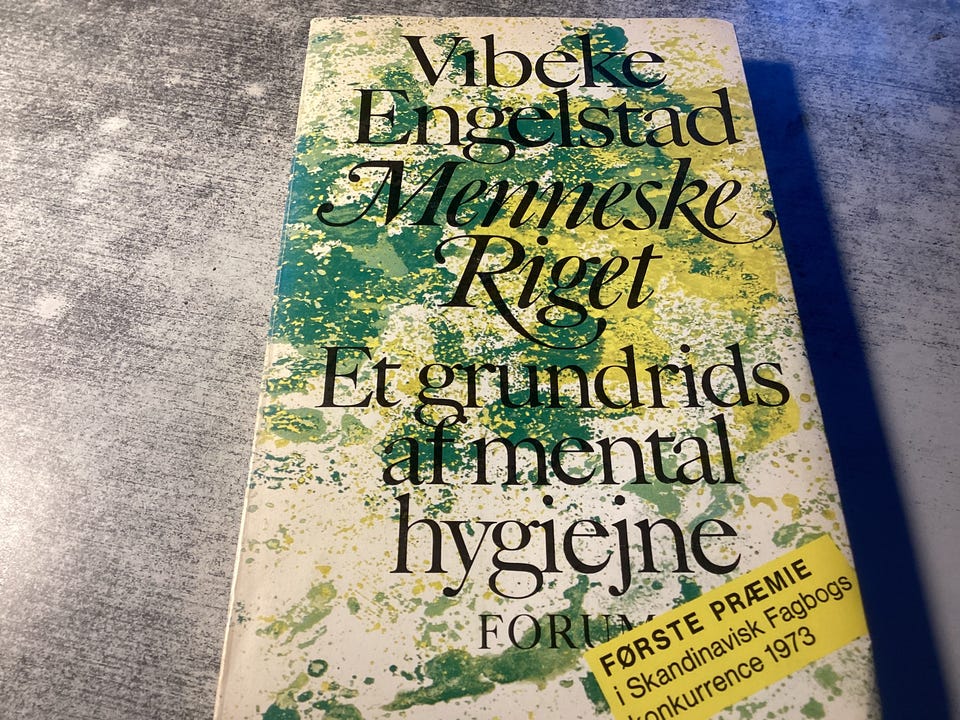 Vibeke
Engelstad
Menneske
Riget
Et grundrids
af mental
hygiejne
FORUM
FØRSTE PRÆMIE
i Skandinavisk Fagbogs
konkurrence 1973